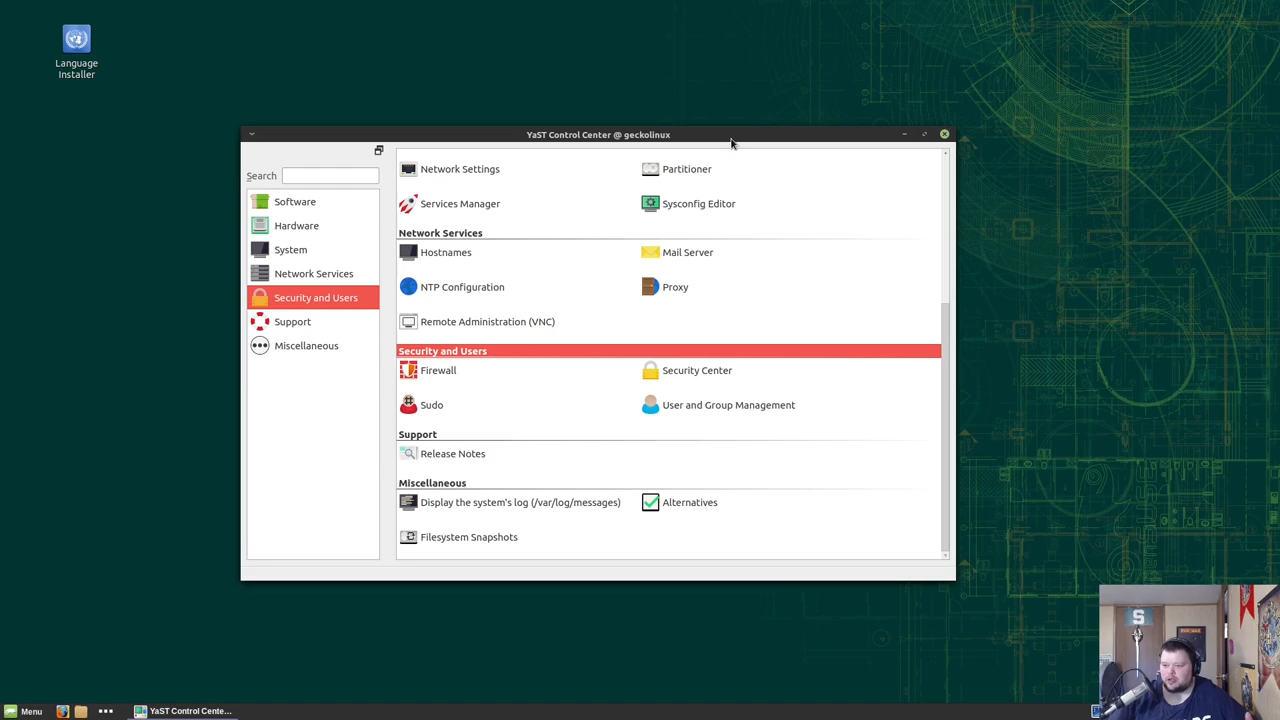 Language
Installer
YaST Control Center @ geckolinux
Search
Software
Hardware
System
Network Services
Security and Users
Support
Miscellaneous
Network Settings
Partitioner
Services Manager
Sysconfig Editor
Network Services
Hostnames
Mail Server
NTP Configuration
Proxy
Remote Administration (VNC)
Security and Users
Firewall
Security Center
Sudo
User and Group Management
Support
Release Notes
Miscellaneous
Display the system's log (/var/log/messages)
Alternatives
Filesystem Snapshots
S
Menu
YaST Control Cente...